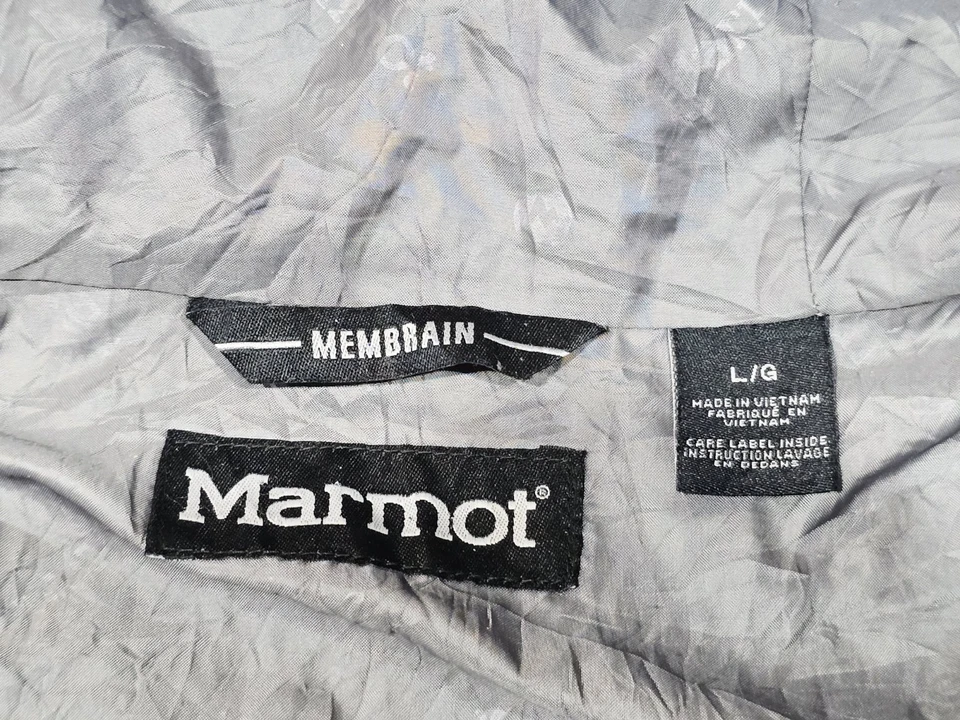 MEMBRAIN
Marmot®
L/G
MADE IN VIETNAM
FABRIQUÉ EN
VIETNAM
CARE LABEL INSIDE
INSTRUCTION LAVAGE
EN DEDANS